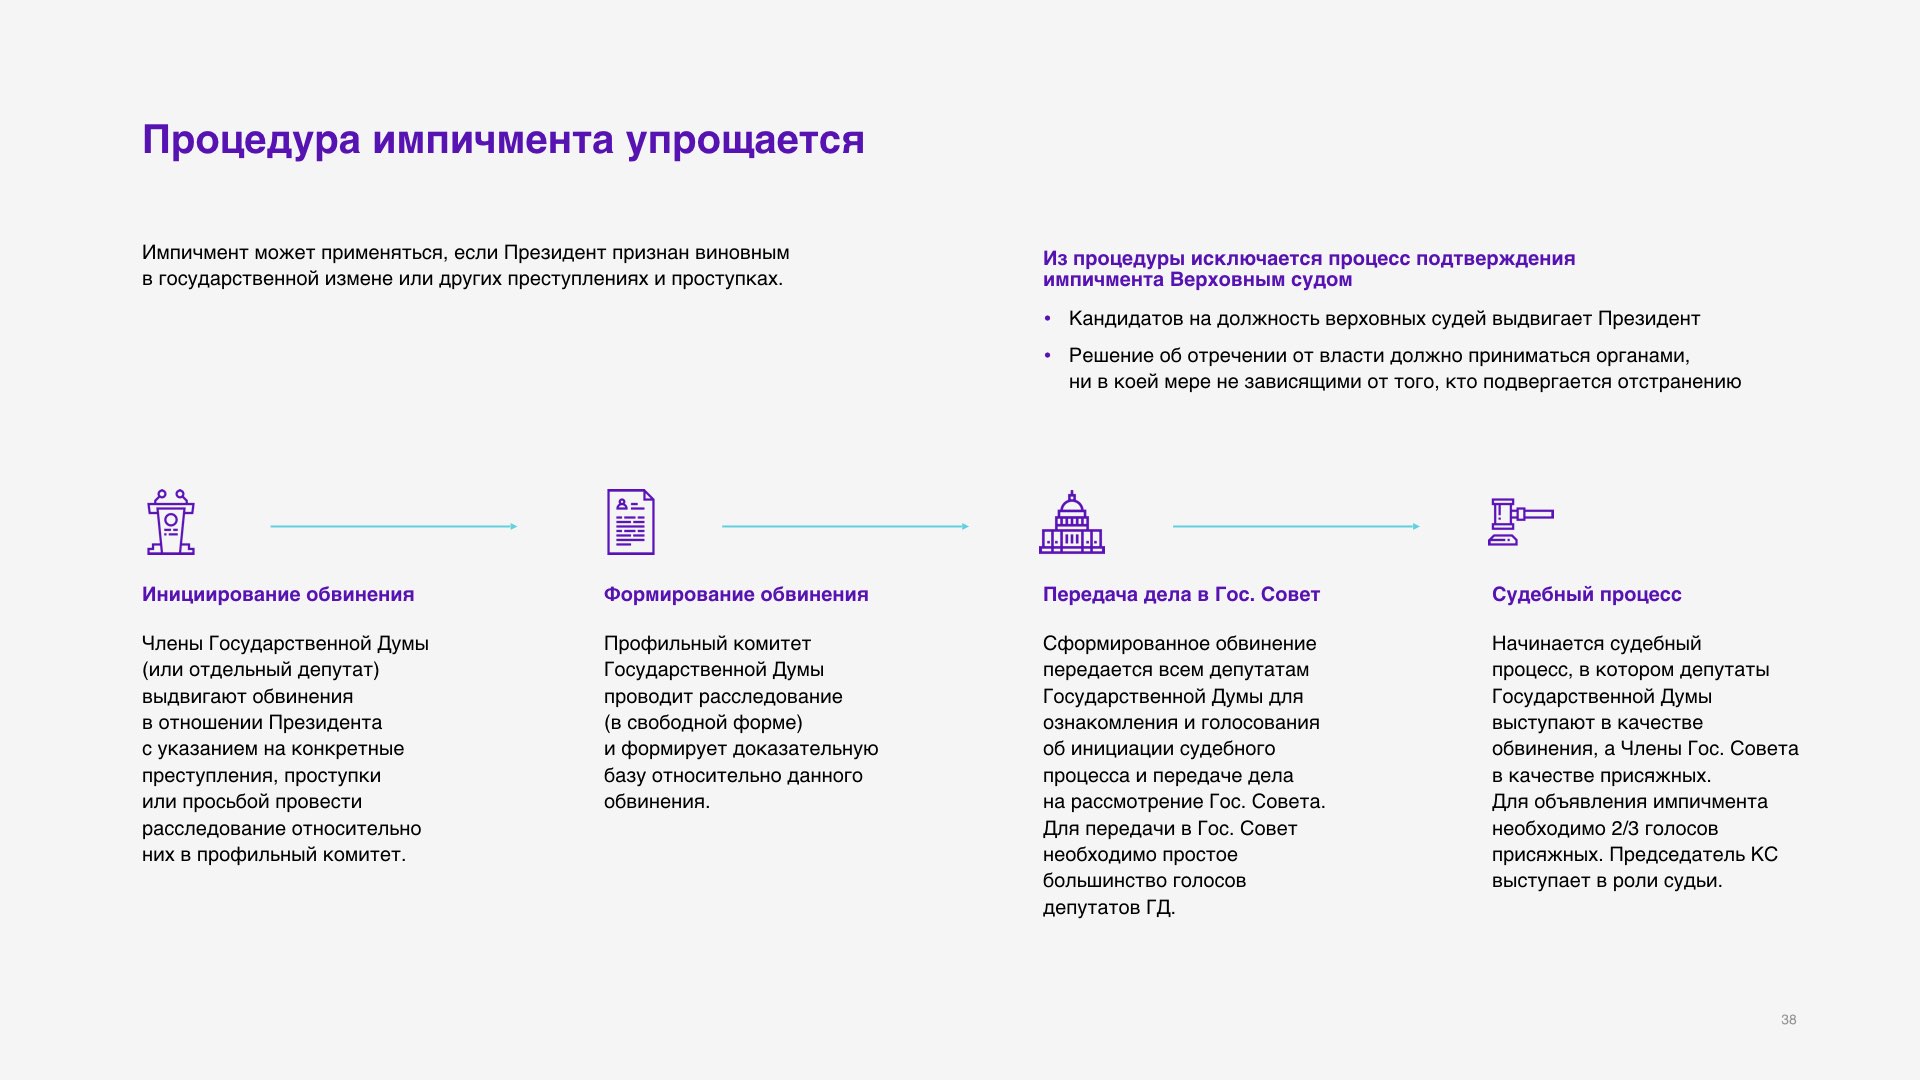 Процедура импичмента упрощается
Импичмент может применяться, если Президент признан виновным
в государственной измене или других преступлениях и проступках.
Из процедуры исключается процесс подтверждения
импичмента Верховным судом
• Кандидатов на должность верховных судей выдвигает Президент
• Решение об отречении от власти должно приниматься органами,
ни в коей мере не зависящими от того, кто подвергается отстранению
Инициирование обвинения
Члены Государственной Думы
(или отдельный депутат)
выдвигают обвинения
в отношении Президента
с указанием на конкретные
преступления, проступки
или просьбой провести
расследование относительно
них в профильный комитет.
Формирование обвинения
Профильный комитет
Государственной Думы
проводит расследование
(в свободной форме)
и формирует доказательную
базу относительно данного
обвинения.
Передача дела в Гос. Совет
Сформированное обвинение
передается всем депутатам
Государственной Думы для
ознакомления и голосования
об инициации судебного
процесса и передаче дела
на рассмотрение Гос. Совета.
Для передачи в Гос. Совет
необходимо простое
большинство голосов
депутатов ГД.
Судебный процесс
Начинается судебный
процесс, в котором депутаты
Государственной Думы
выступают в качестве
обвинения, а Члены Гос. Совета
в качестве присяжных.
Для объявления импичмента
необходимо 2/3 голосов
присяжных. Председатель КС
выступает в роли судьи.
38